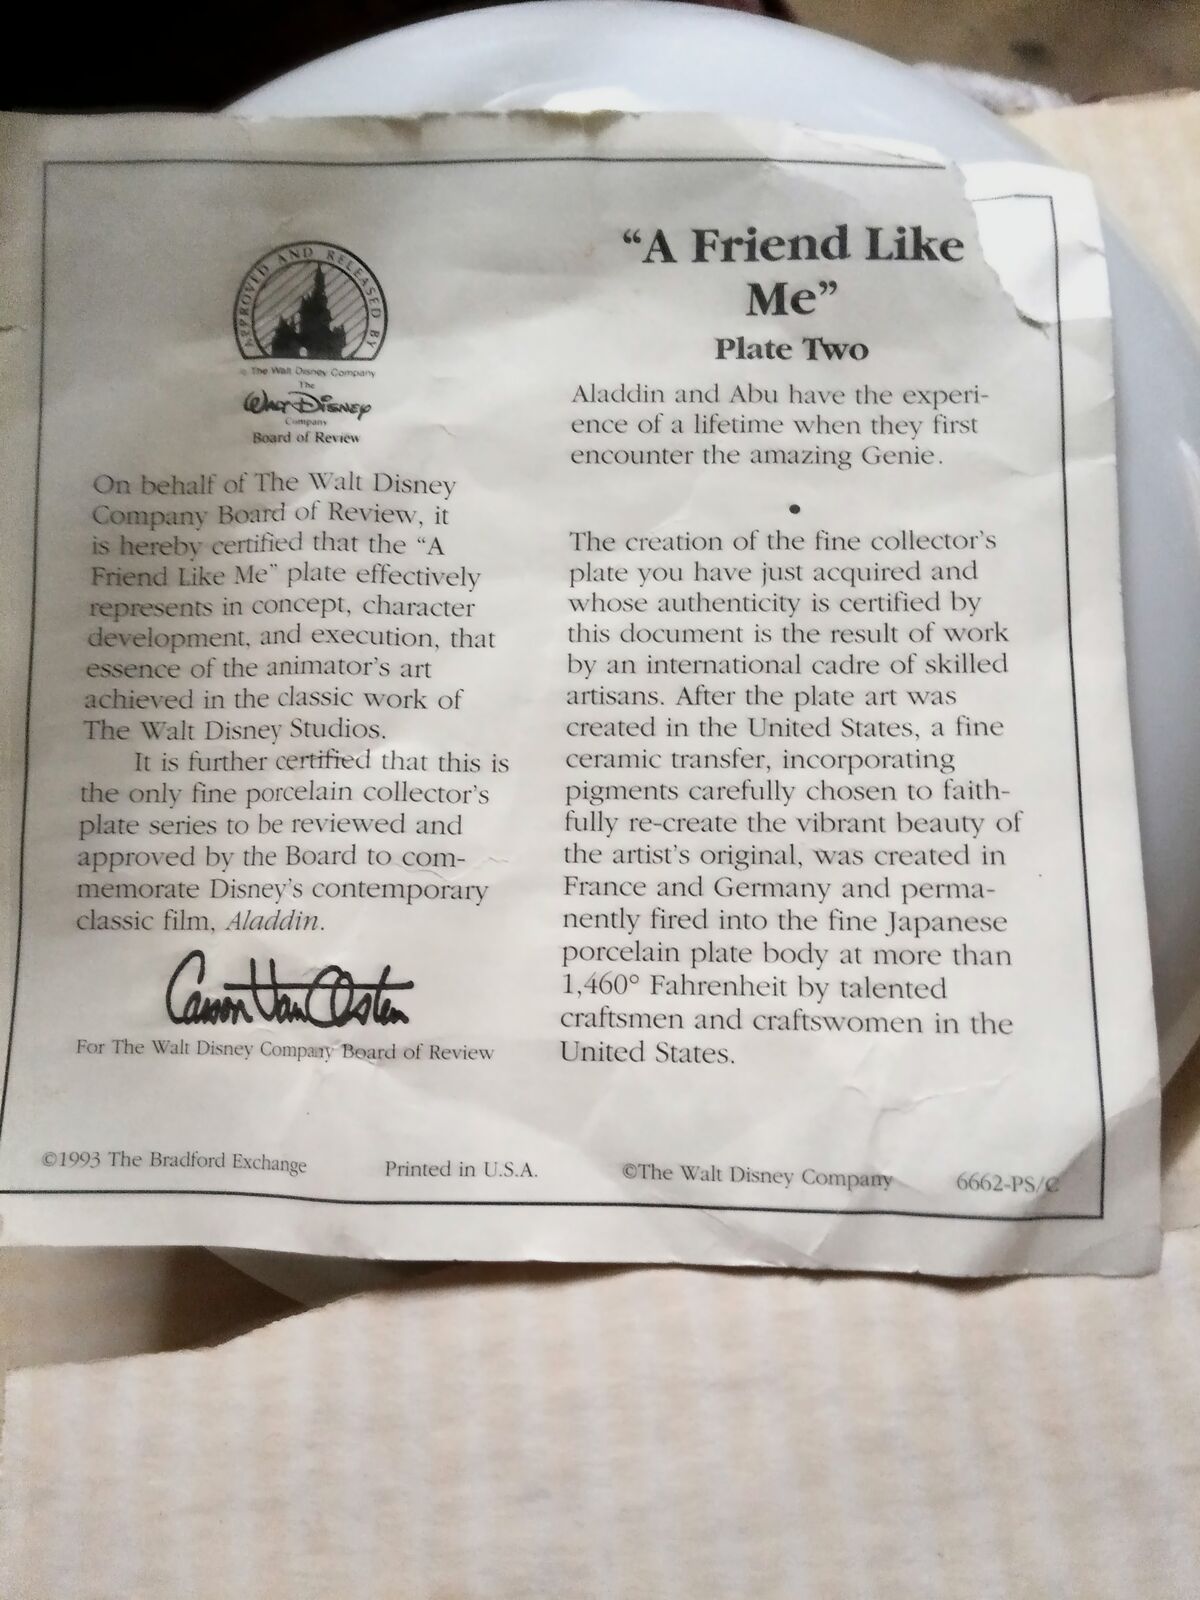 APPROVED AND RELEASED BY
© The Walt Disney Company
The
Walt Disney
Company
Board of Review
On behalf of The Walt Disney
Company Board of Review, it
is hereby certified that the “A
Friend Like Me” plate effectively
represents in concept, character
development, and execution, that
essence of the animator’s art
achieved in the classic work of
The Walt Disney Studios.
It is further certified that this is
the only fine porcelain collector’s
plate series to be reviewed and
approved by the Board to com-
memorate Disney’s contemporary
classic film, Aladdin.
Carson Van Osten
For The Walt Disney Company Board of Review
“A Friend Like
Me”
Plate Two
Aladdin and Abu have the experi-
ence of a lifetime when they first
encounter the amazing Genie.
•
The creation of the fine collector’s
plate you have just acquired and
whose authenticity is certified by
this document is the result of work
by an international cadre of skilled
artisans. After the plate art was
created in the United States, a fine
ceramic transfer, incorporating
pigments carefully chosen to faith-
fully re-create the vibrant beauty of
the artist’s original, was created in
France and Germany and perma-
nently fired into the fine Japanese
porcelain plate body at more than
1,460° Fahrenheit by talented
craftsmen and craftswomen in the
United States.
©1993 The Bradford Exchange Printed in U.S.A. ©The Walt Disney Company 6662-PS/C